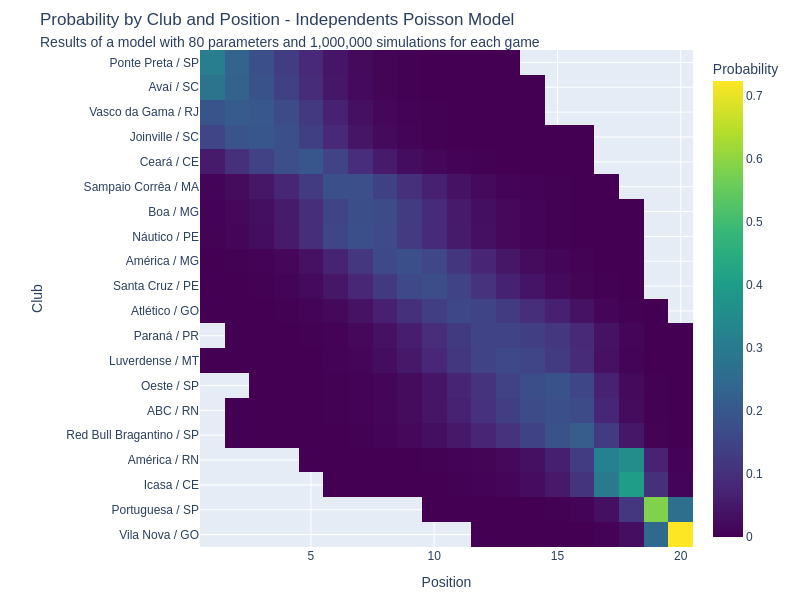 Probability by Club and Position - Independents Poisson Model
Results of a model with 80 parameters and 1,000,000 simulations for each game
Probability
Ponte Preta / SP
Avaí / SC
Vasco da Gama / RJ
Joinville / SC
Ceará / CE
Sampaio Corrêa / MA
Boa / MG
Náutico / PE
América / MG
Santa Cruz / PE
Atlético / GO
Paraná / PR
Luverdense / MT
Oeste / SP
ABC / RN
Red Bull Bragantino / SP
América / RN
Icasa / CE
Portuguesa / SP
Vila Nova / GO
Club
5
10
15
20
Position
0.7
0.6
0.5
0.4
0.3
0.2
0.1
0